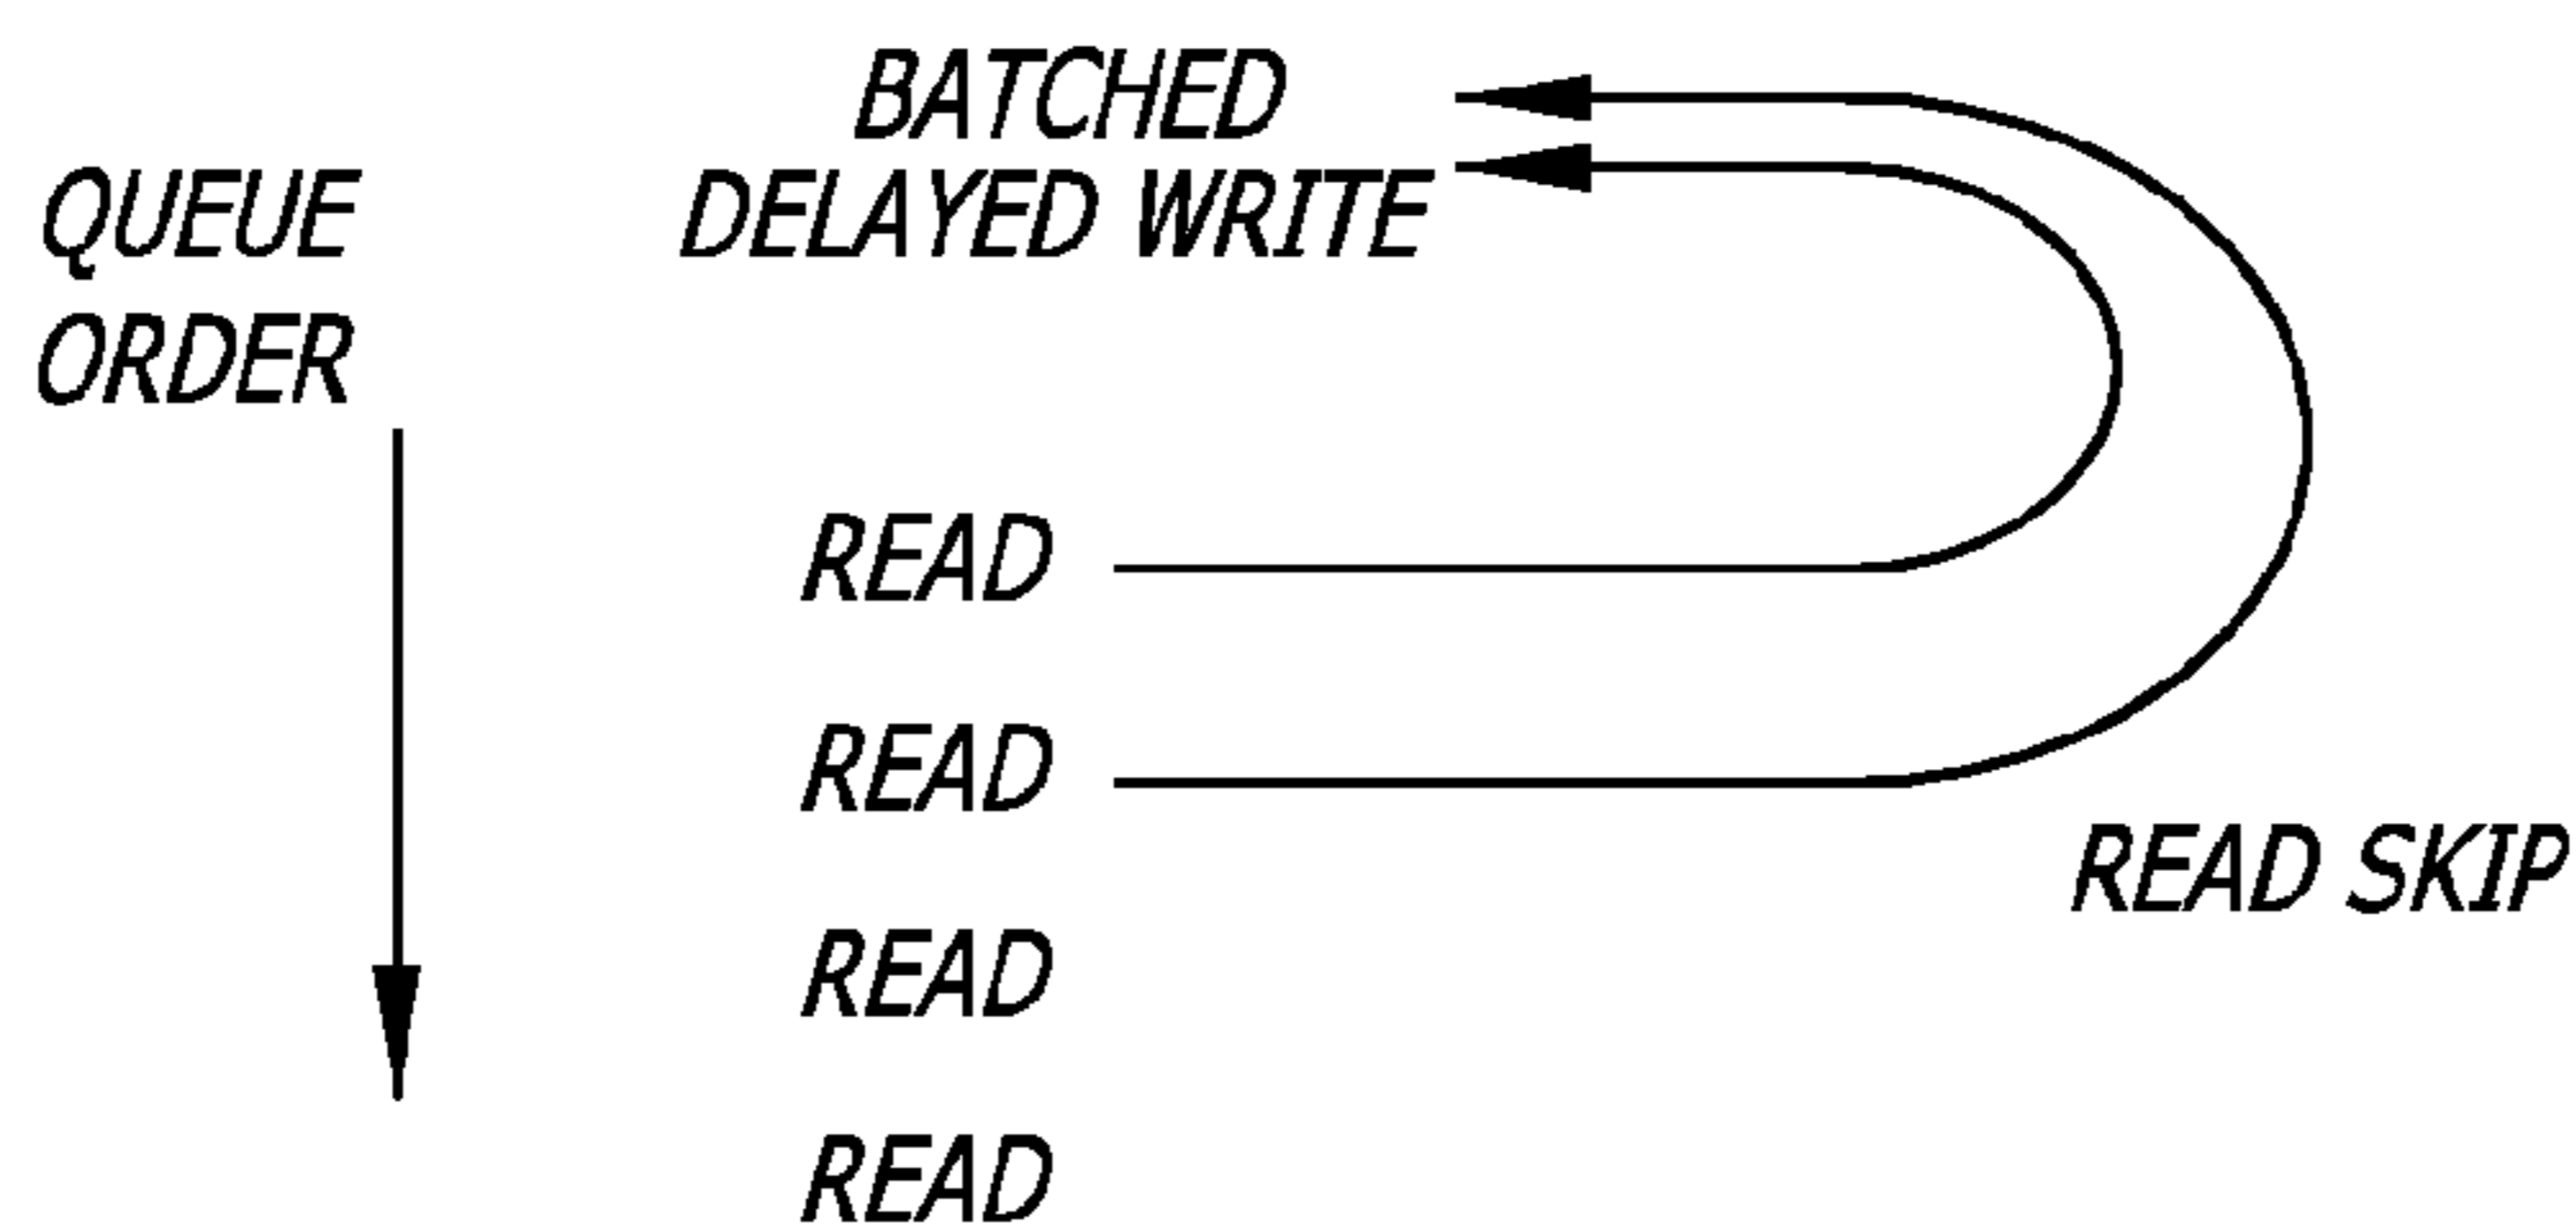 QUEUE
ORDER
BATCHED
DELAYED WRITE
READ
READ
READ SKIP
READ
READ